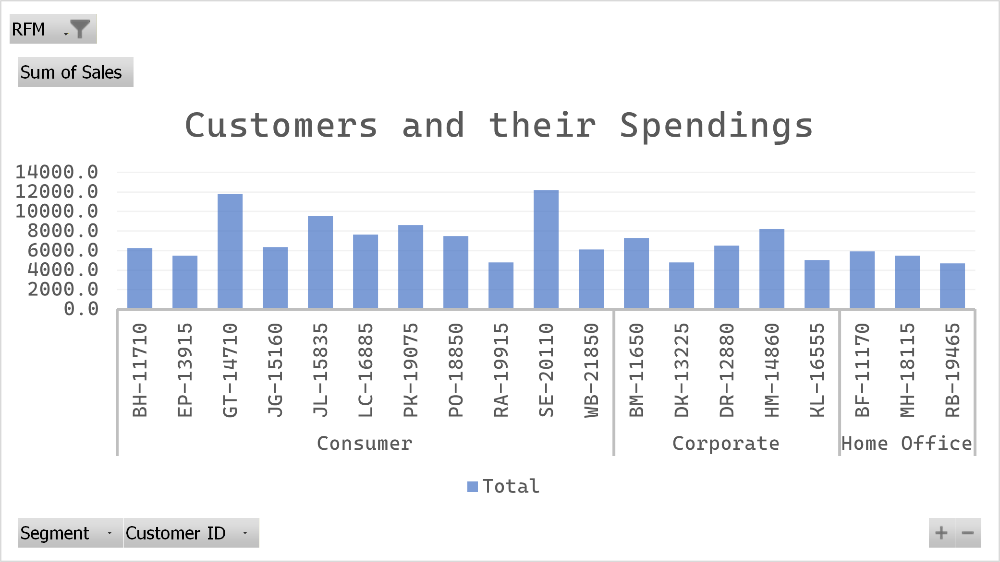 RFM
Sum of Sales
Customers and their Spendings
14000.0
12000.0
10000.0
8000.0
6000.0
4000.0
2000.0
0.0
BH-11710
EP-13915
GT-14710
JG-15160
JL-15835
LC-16885
PK-19075
PO-18850
RA-19915
SE-20110
WB-21850
BM-11650
DK-13225
DR-12880
HM-14860
KL-16555
BF-11170
MH-18115
RB-19465
Consumer
Corporate
Home Office
Total
Segment
Customer ID
+ −